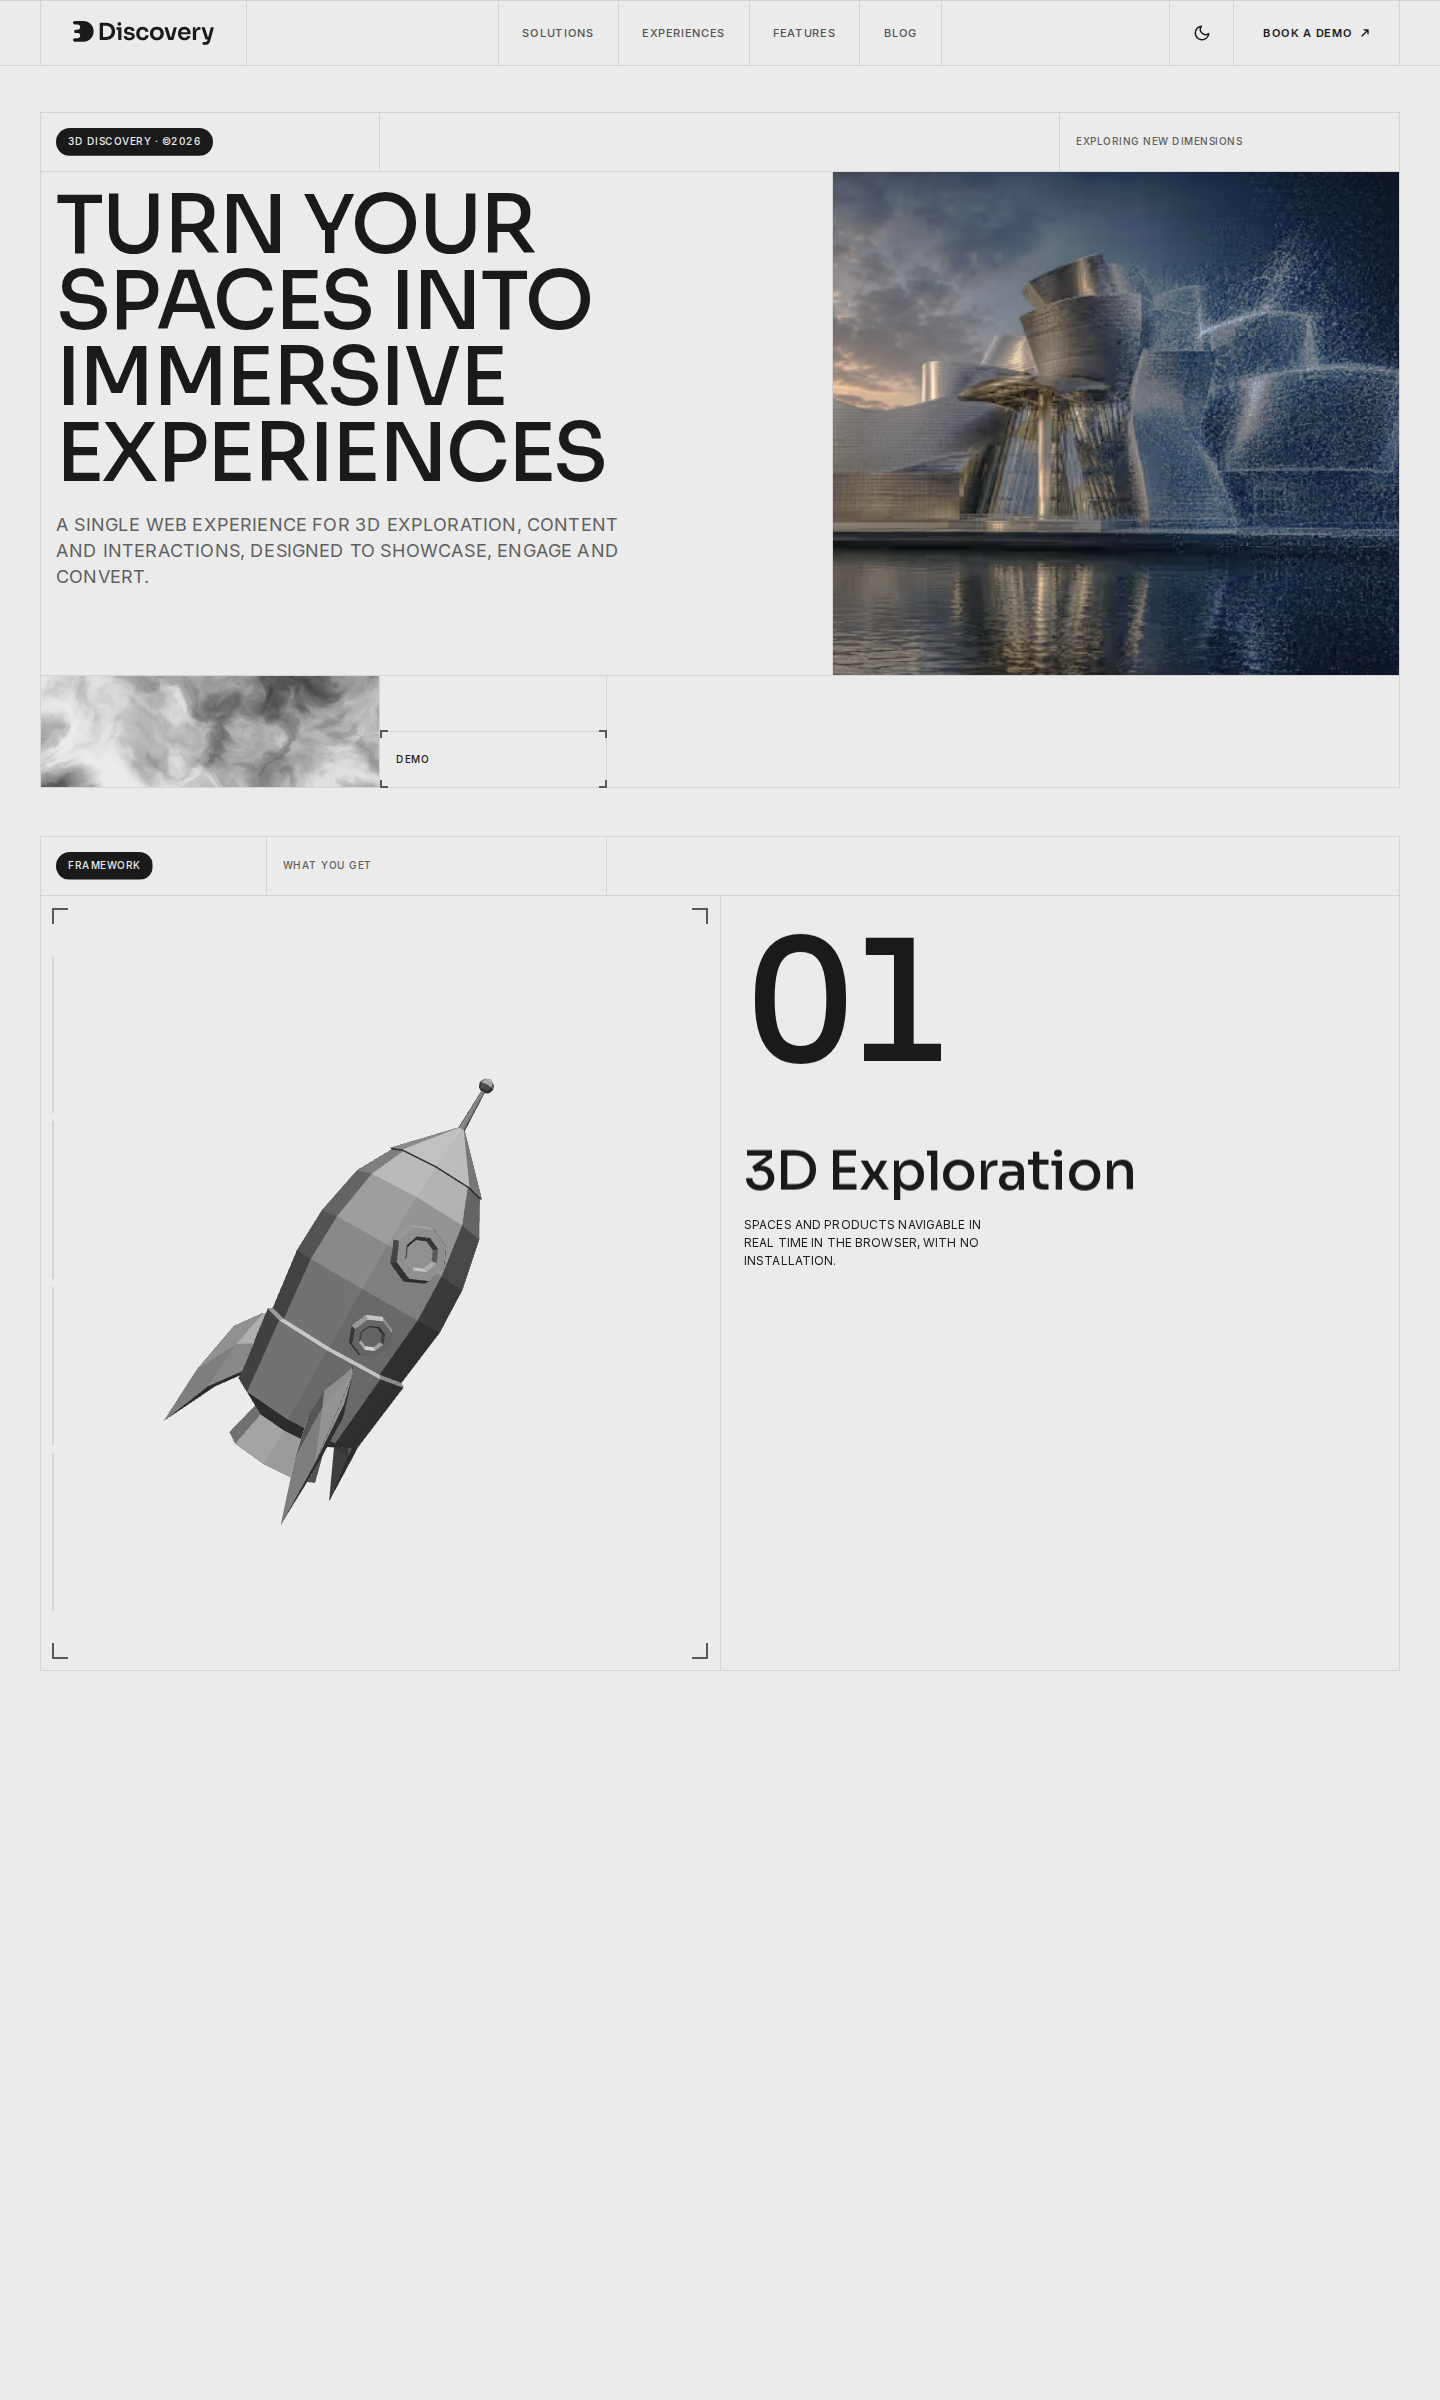 Discovery
SOLUTIONS
EXPERIENCES
FEATURES
BLOG
BOOK A DEMO
3D DISCOVERY · ©2026
EXPLORING NEW DIMENSIONS
TURN YOUR
SPACES INTO
IMMERSIVE
EXPERIENCES
A SINGLE WEB EXPERIENCE FOR 3D EXPLORATION, CONTENT
AND INTERACTIONS, DESIGNED TO SHOWCASE, ENGAGE AND
CONVERT.
DEMO
FRAMEWORK
WHAT YOU GET
01
3D Exploration
SPACES AND PRODUCTS NAVIGABLE IN
REAL TIME IN THE BROWSER, WITH NO
INSTALLATION.